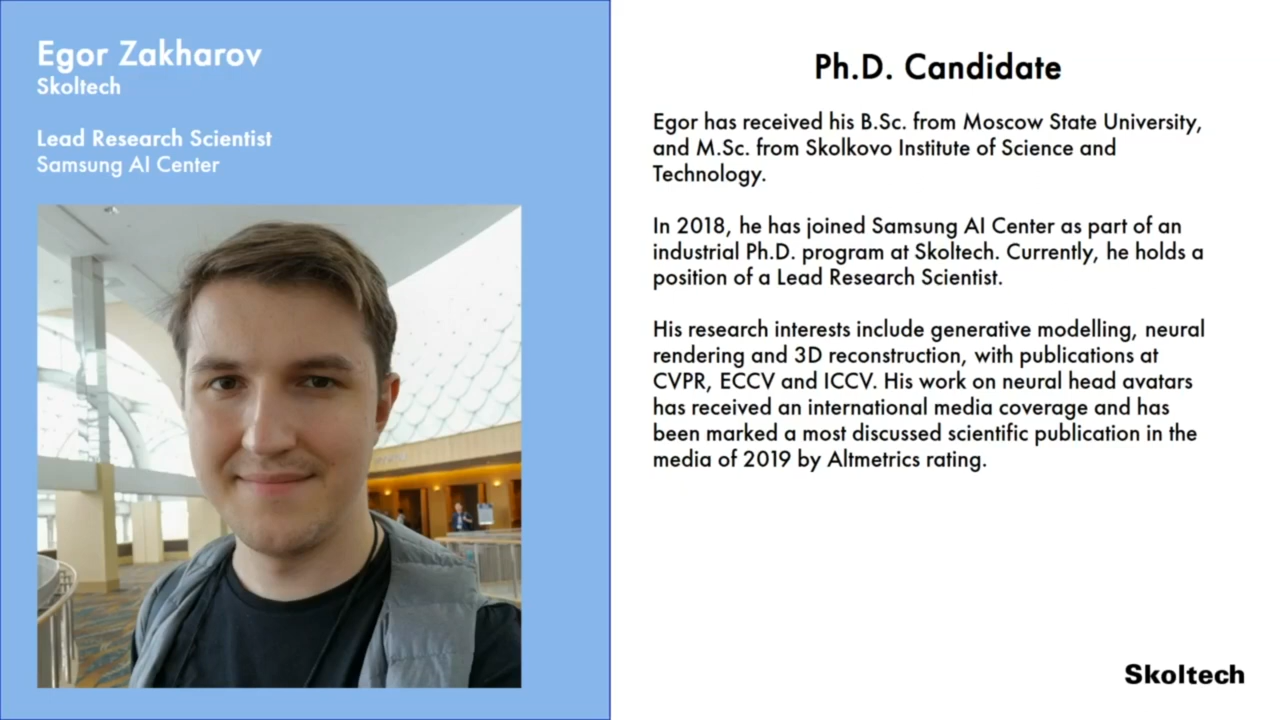 Egor Zakharov
Skoltech
Lead Research Scientist
Samsung AI Center
Ph.D. Candidate
Egor has received his B.Sc. from Moscow State University,
and M.Sc. from Skolkovo Institute of Science and
Technology.
In 2018, he has joined Samsung AI Center as part of an
industrial Ph.D. program at Skoltech. Currently, he holds a
position of a Lead Research Scientist.
His research interests include generative modelling, neural
rendering and 3D reconstruction, with publications at
CVPR, ECCV and ICCV. His work on neural head avatars
has received an international media coverage and has
been marked a most discussed scientific publication in the
media of 2019 by Altmetrics rating.
Skoltech